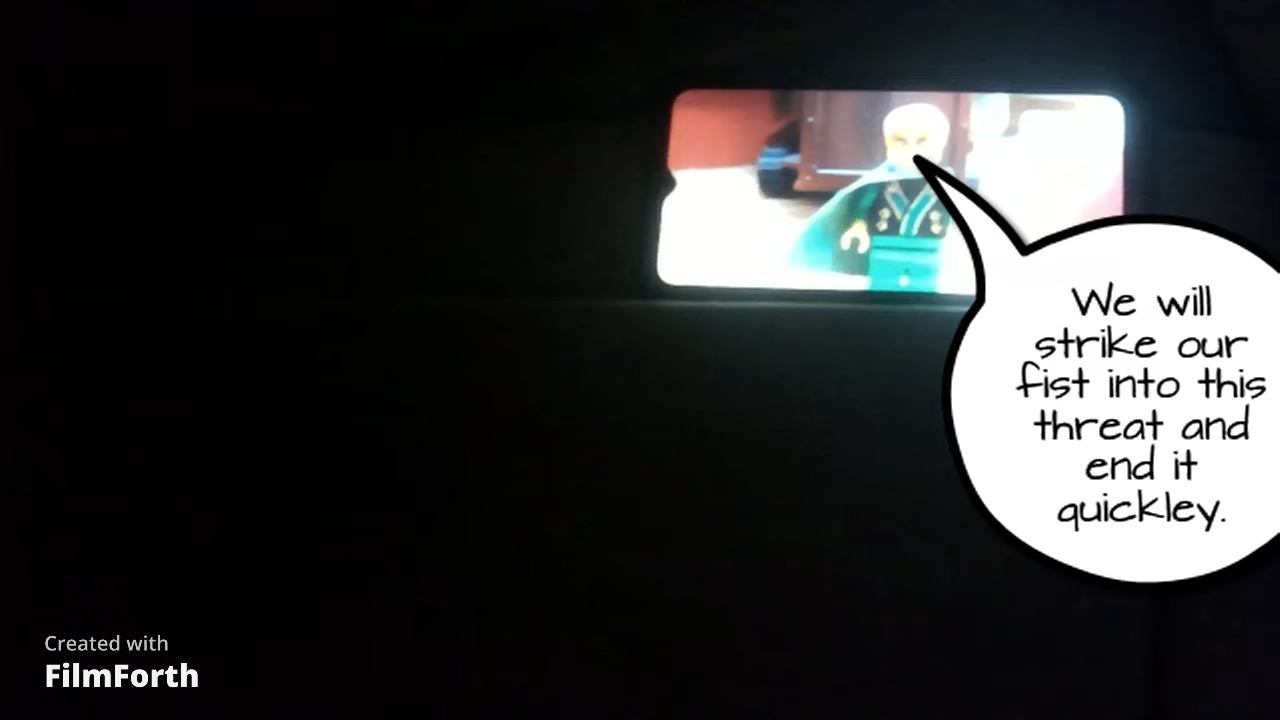 We will
strike our
fist into this
threat and
end it
quickley.
Created with
FilmForth